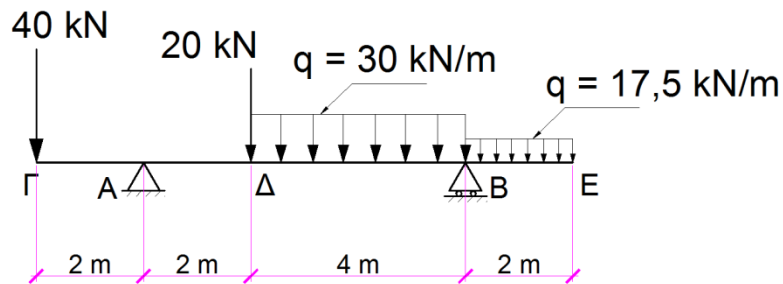 40 kN
20 kN
q = 30 kN/m
q = 17,5 kN/m
Γ A Δ B E
2 m 2 m 4 m 2 m